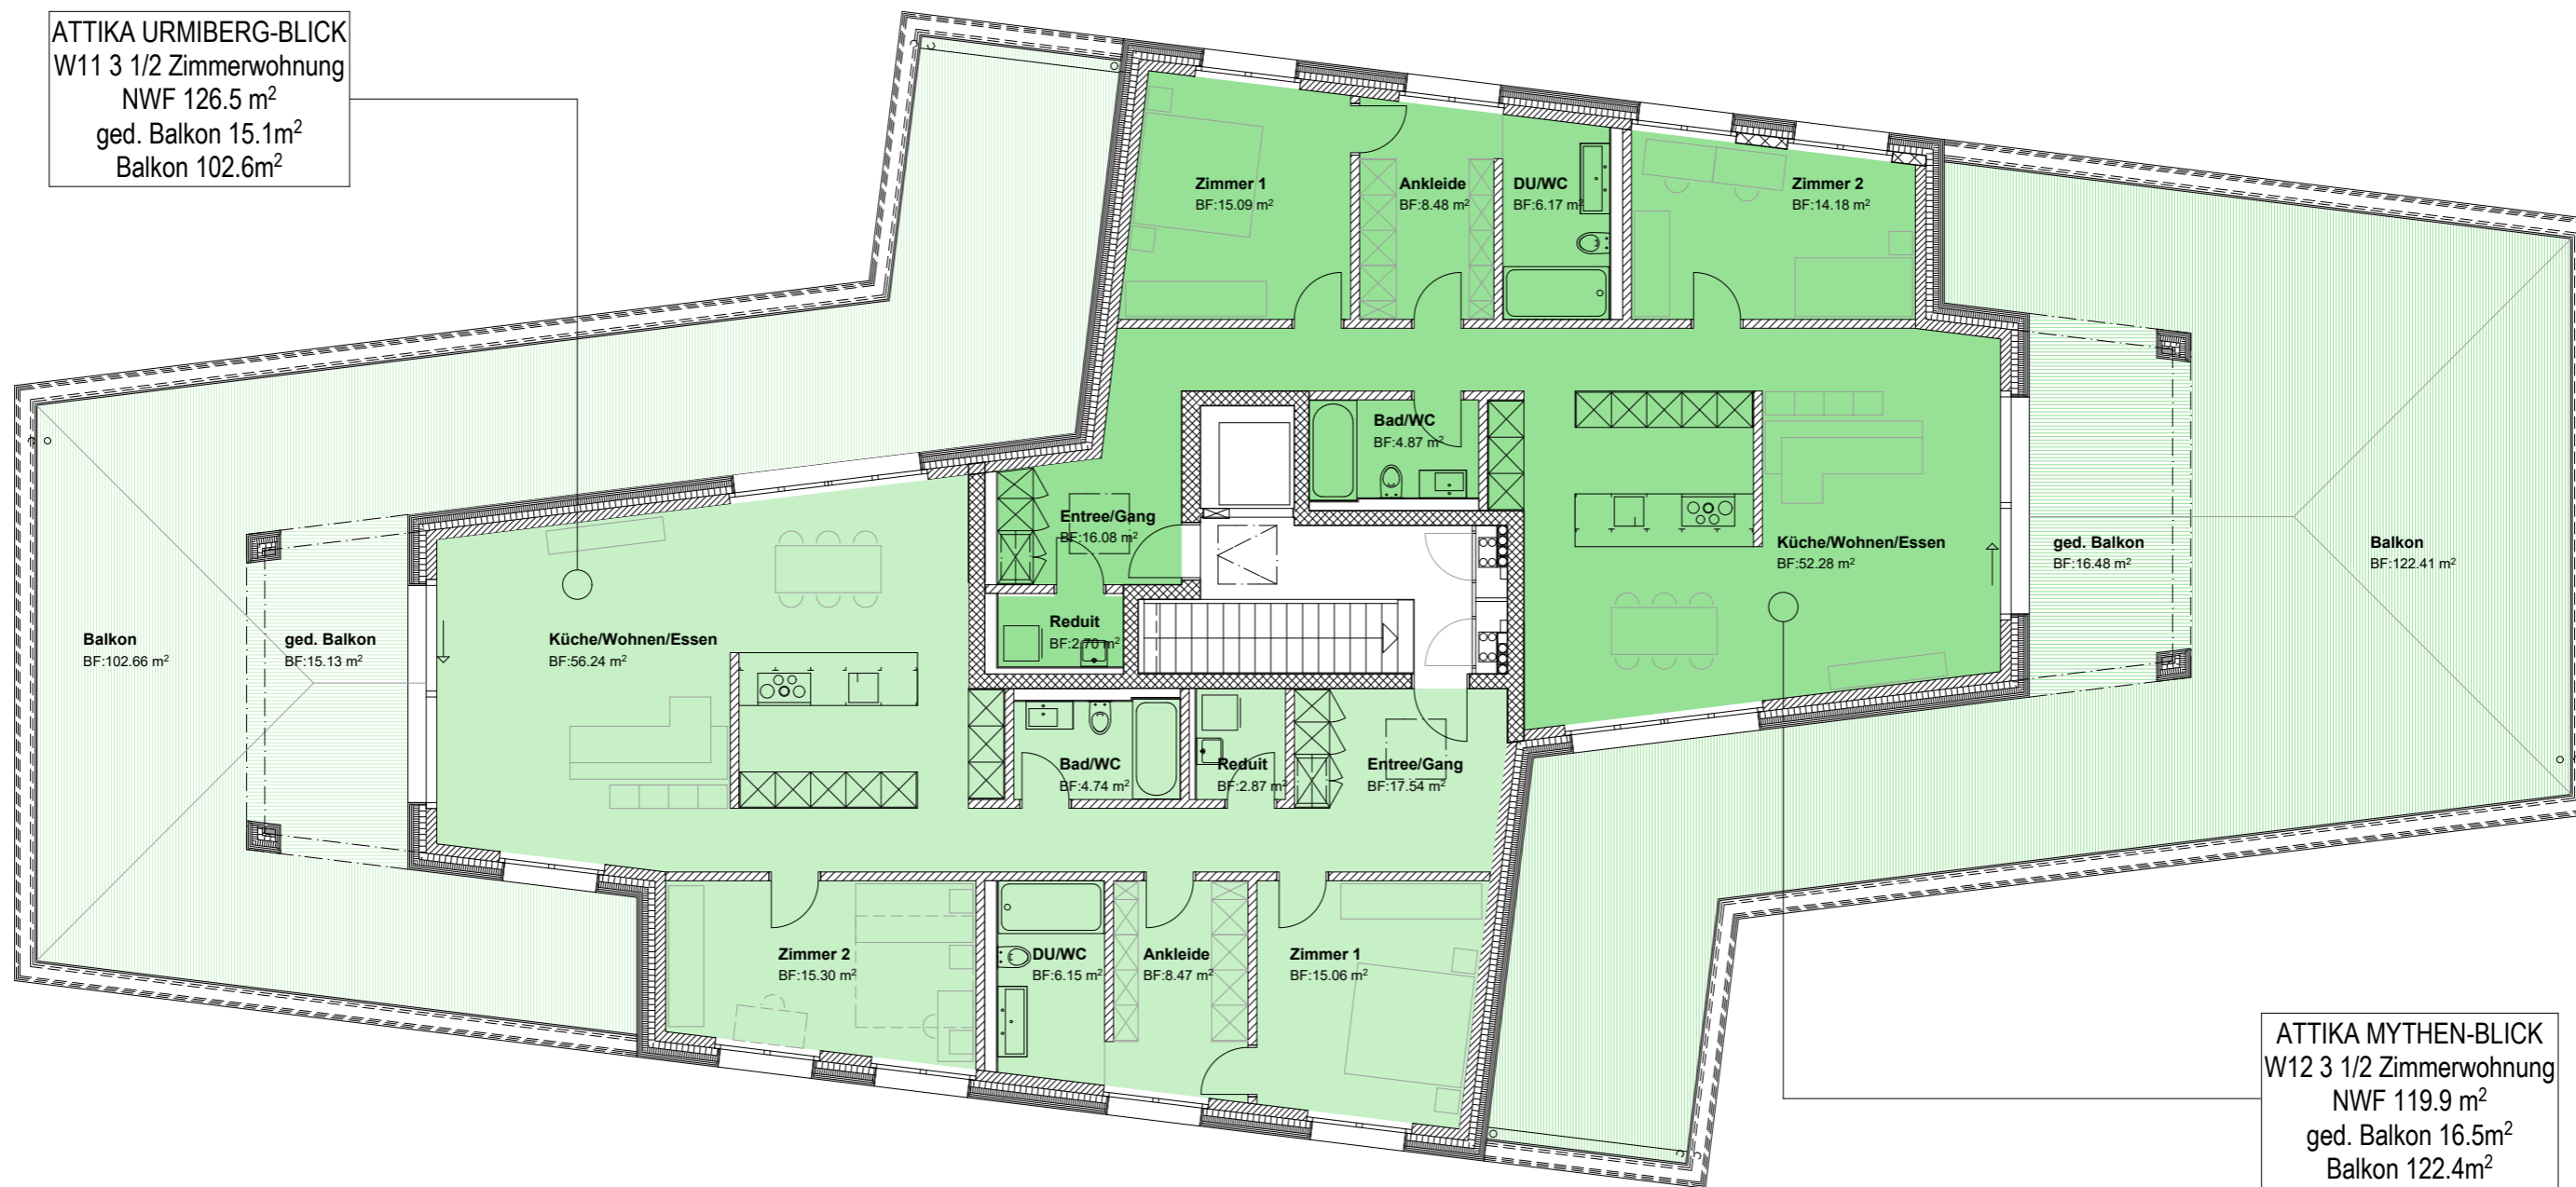 ATTIKA URMIBERG-BLICK
W11 3 1/2 Zimmerwohnung
NWF 126.5 m²
ged. Balkon 15.1m²
Balkon 102.6m²
Zimmer 1
BF:15.09 m²
Ankleide
BF:8.48 m²
DU/WC
BF:6.17 m²
Zimmer 2
BF:14.18 m²
Bad/WC
BF:4.87 m²
Entree/Gang
BF:16.08 m²
Küche/Wohnen/Essen
BF:52.28 m²
ged. Balkon
BF:16.48 m²
Balkon
BF:122.41 m²
Reduit
BF:2.70 m²
Balkon
BF:102.66 m²
ged. Balkon
BF:15.13 m²
Küche/Wohnen/Essen
BF:56.24 m²
Bad/WC
BF:4.74 m²
Reduit
BF:2.87 m²
Entree/Gang
BF:17.54 m²
Zimmer 2
BF:15.30 m²
DU/WC
BF:6.15 m²
Ankleide
BF:8.47 m²
Zimmer 1
BF:15.06 m²
ATTIKA MYTHEN-BLICK
W12 3 1/2 Zimmerwohnung
NWF 119.9 m²
ged. Balkon 16.5m²
Balkon 122.4m²